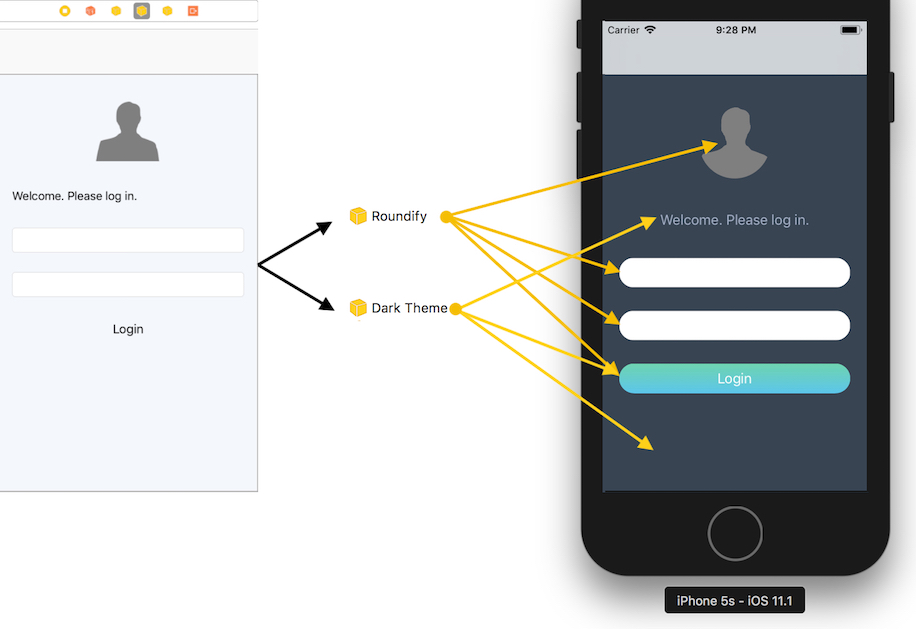 Welcome. Please log in.
Login
Roundify
Dark Theme
Carrier 9:28 PM
Welcome. Please log in.
Login
iPhone 5s - iOS 11.1